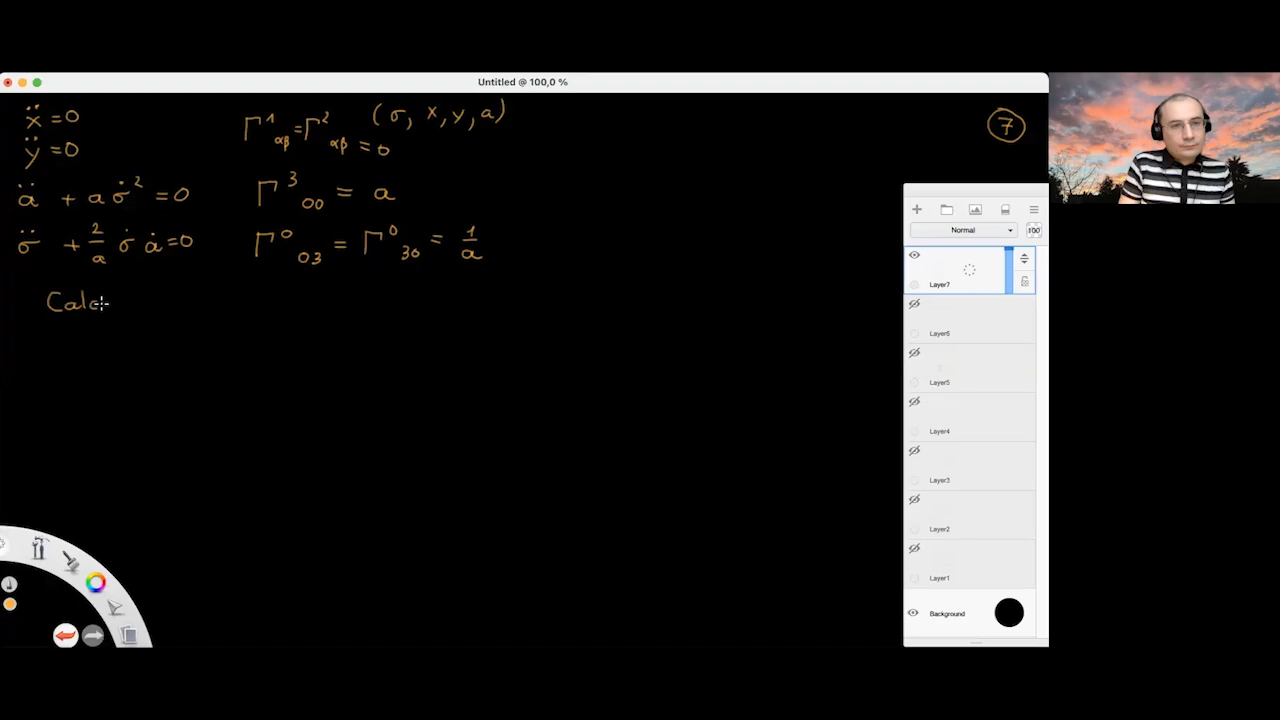 Untitled @ 100,0 %
ẍ = 0
Γ¹αβ = Γ²αβ = 0
(σ, x, y, a)
7
ÿ = 0
ä + a σ̇² = 0
Γ³₀₀ = a
σ̈ + 2/a σ̇ ȧ = 0
Γ⁰₀₃ = Γ⁰₃₀ = 1/a
Calc
Normal
100
Layer7
Layer6
Layer5
Layer4
Layer3
Layer2
Layer1
Background